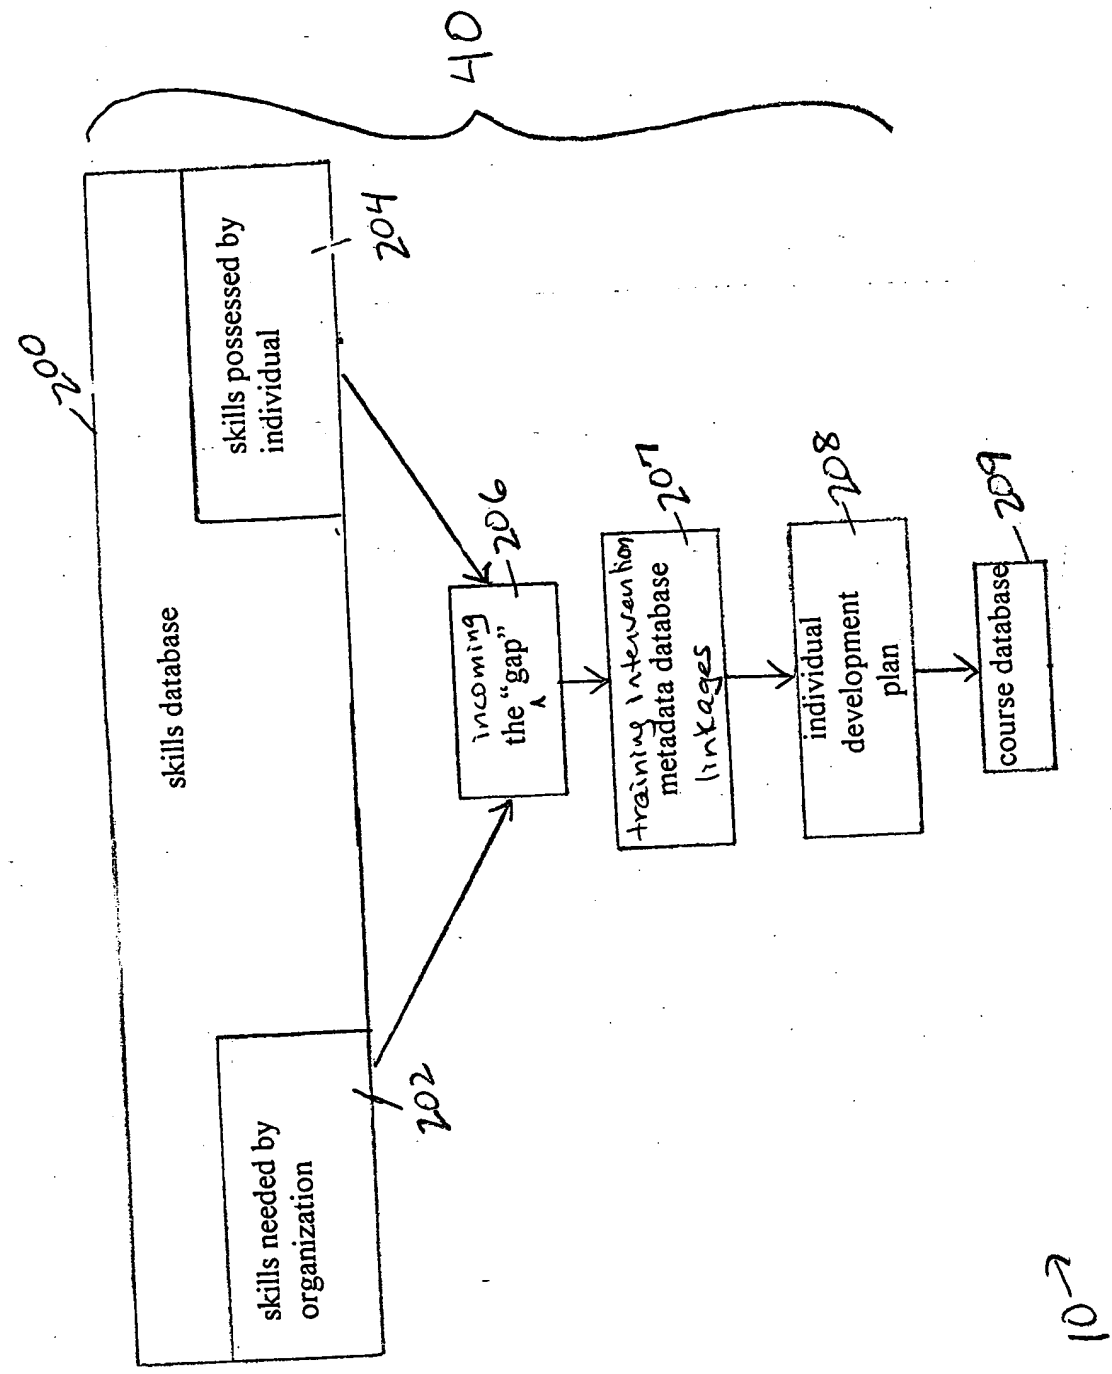 200
skills database
40
skills needed by
organization
202
skills possessed by
individual
204
incoming
the “gap”
^
206
training intervention
metadata database
linkages
207
individual
development
plan
208
course database
209
10